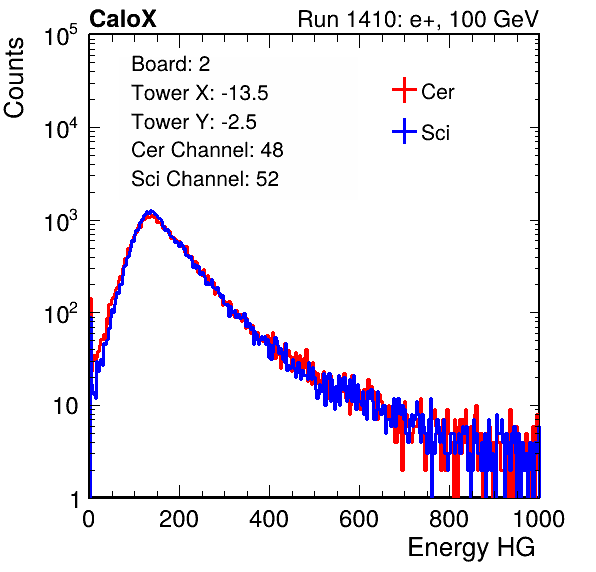 CaloX Run 1410: e+, 100 GeV
Counts
Board: 2
Tower X: -13.5
Tower Y: -2.5
Cer Channel: 48
Sci Channel: 52
Cer
Sci
10^5
10^4
10^3
10^2
10
1
0 200 400 600 800 1000
Energy HG